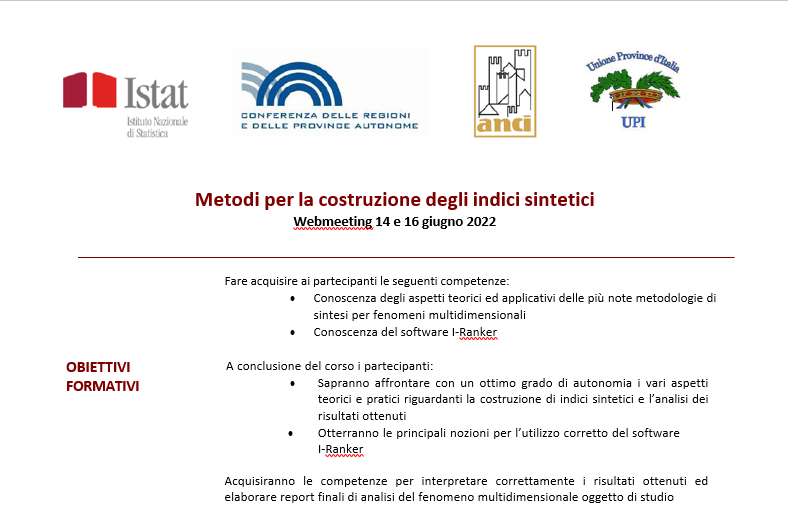 Istat
Istituto Nazionale
di Statistica
CONFERENZA DELLE REGIONI
E DELLE PROVINCE AUTONOME
anci
Unione Province d'Italia
UPI
Metodi per la costruzione degli indici sintetici
Webmeeting 14 e 16 giugno 2022
Fare acquisire ai partecipanti le seguenti competenze:
• Conoscenza degli aspetti teorici ed applicativi delle più note metodologie di
sintesi per fenomeni multidimensionali
• Conoscenza del software I-Ranker
OBIETTIVI
FORMATIVI
A conclusione del corso i partecipanti:
• Sapranno affrontare con un ottimo grado di autonomia i vari aspetti
teorici e pratici riguardanti la costruzione di indici sintetici e l'analisi dei
risultati ottenuti
• Otterranno le principali nozioni per l'utilizzo corretto del software
I-Ranker
Acquisiranno le competenze per interpretare correttamente i risultati ottenuti ed
elaborare report finali di analisi del fenomeno multidimensionale oggetto di studio